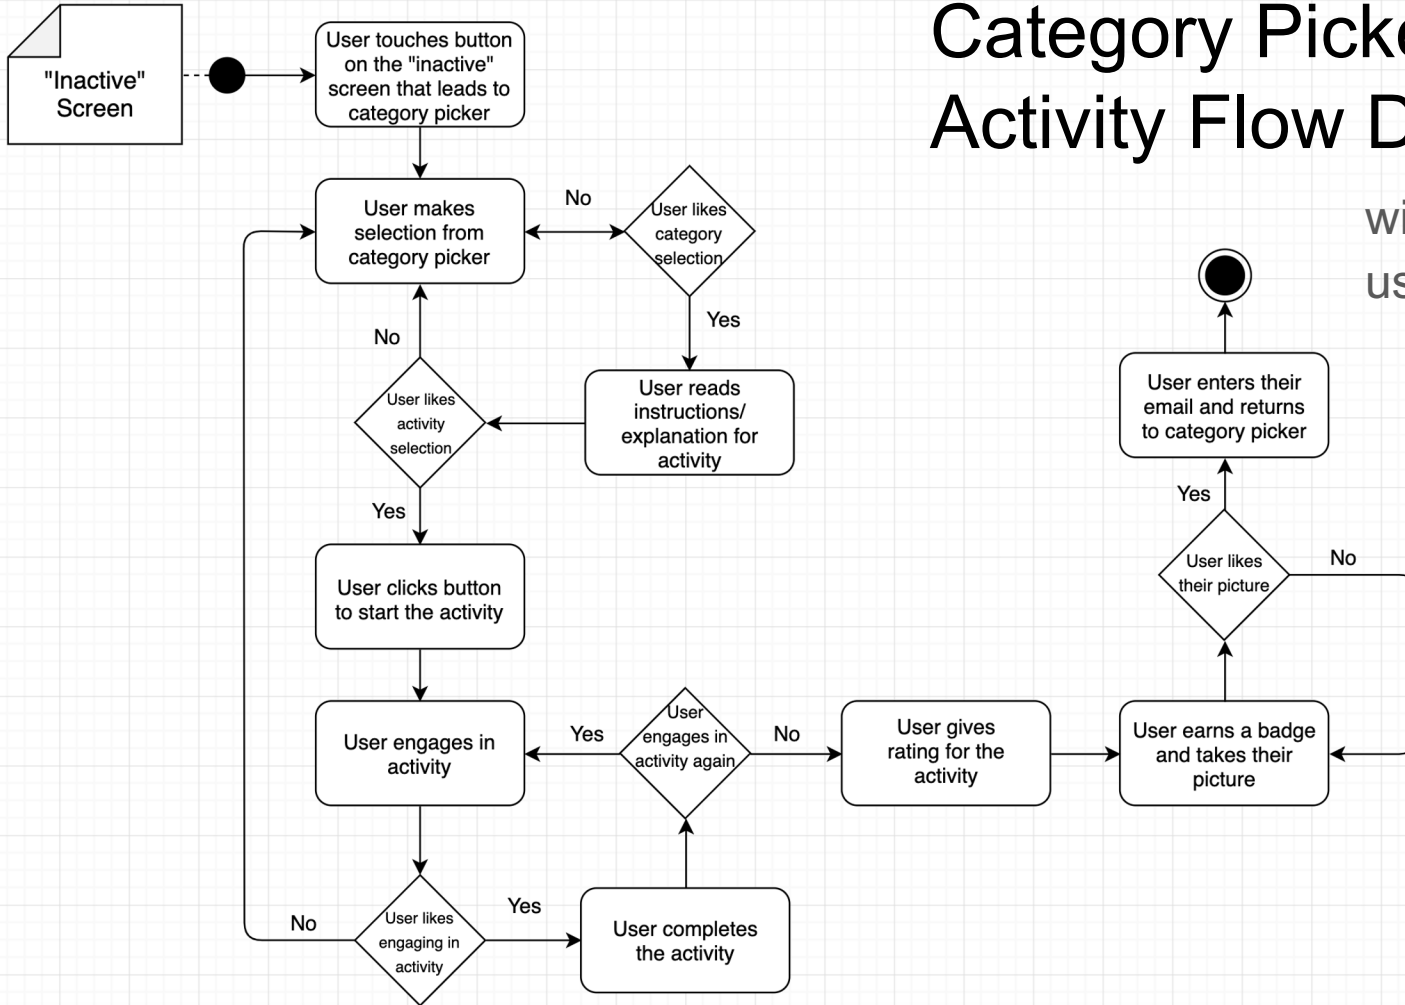 Category Picke
Activity Flow D
wi
us
"Inactive"
Screen
User touches button
on the "inactive"
screen that leads to
category picker
User makes
selection from
category picker
No
User likes
category
selection
Yes
User reads
instructions/
explanation for
activity
No
User likes
activity
selection
Yes
User clicks button
to start the activity
User engages in
activity
User likes
engaging in
activity
No
Yes
User completes
the activity
User
engages in
activity again
Yes
No
User gives
rating for the
activity
User earns a badge
and takes their
picture
User likes
their picture
No
Yes
User enters their
email and returns
to category picker